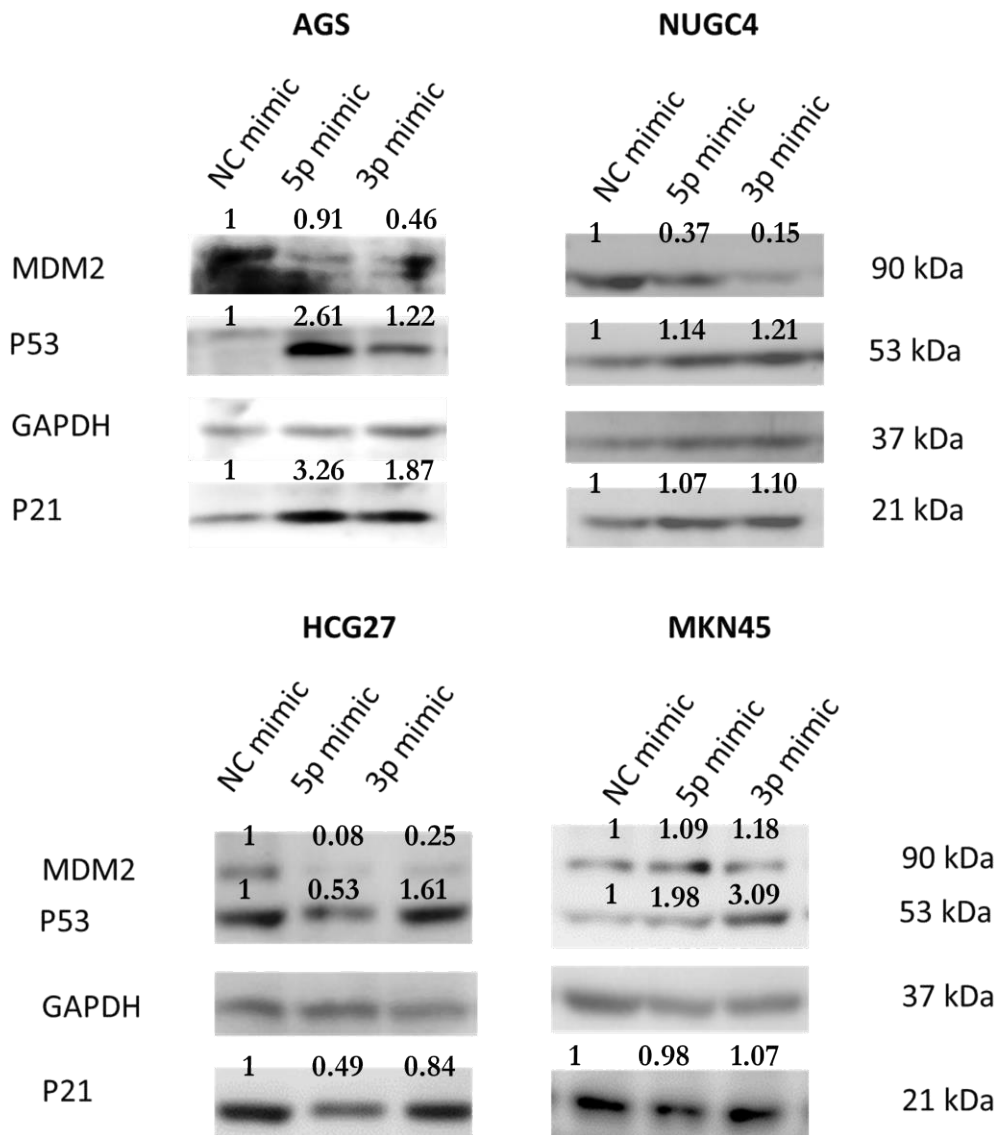 AGS NUGC4
NC mimic 5p mimic 3p mimic NC mimic 5p mimic 3p mimic
1 0.91 0.46 1 0.37 0.15
MDM2 90 kDa
1 2.61 1.22 1 1.14 1.21
P53 53 kDa
GAPDH 37 kDa
1 3.26 1.87 1 1.07 1.10
P21 21 kDa
HCG27 MKN45
NC mimic 5p mimic 3p mimic NC mimic 5p mimic 3p mimic
1 0.08 0.25 1 1.09 1.18
MDM2 90 kDa
1 0.53 1.61 1 1.98 3.09
P53 53 kDa
GAPDH 37 kDa
1 0.49 0.84 1 0.98 1.07
P21 21 kDa